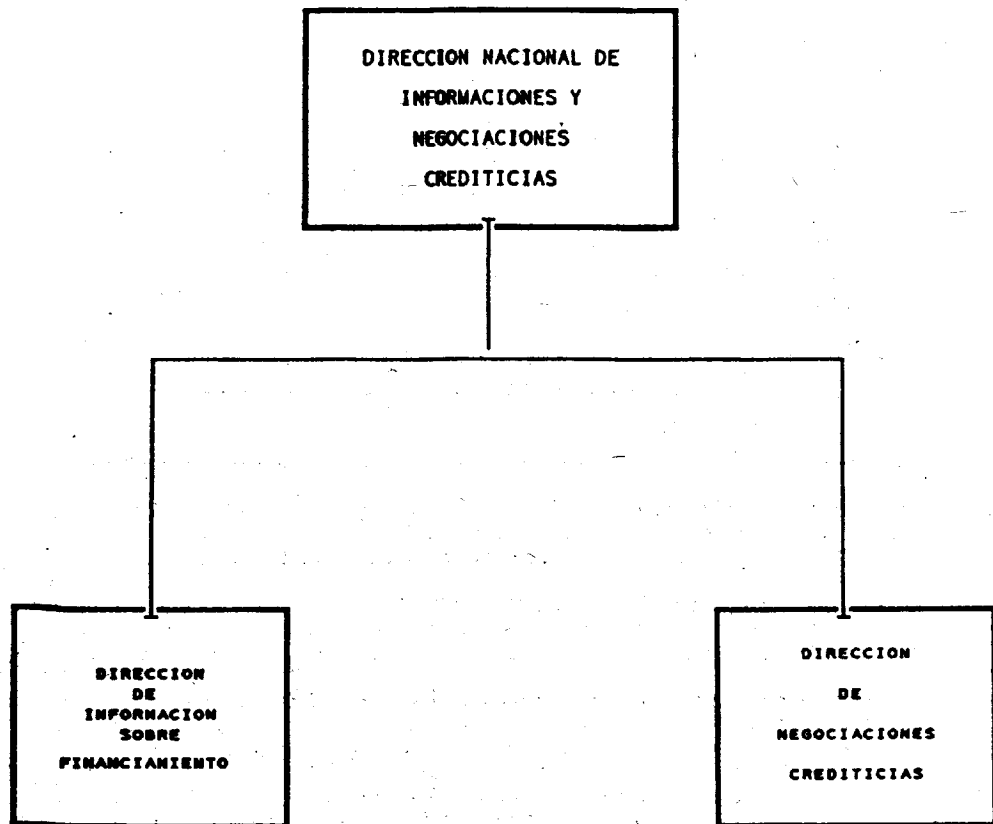 DIRECCION NACIONAL DE
INFORMACIONES Y
NEGOCIACIONES
CREDITICIAS
DIRECCION
DE
INFORMACION
SOBRE
FINANCIAMIENTO
DIRECCION
DE
NEGOCIACIONES
CREDITICIAS